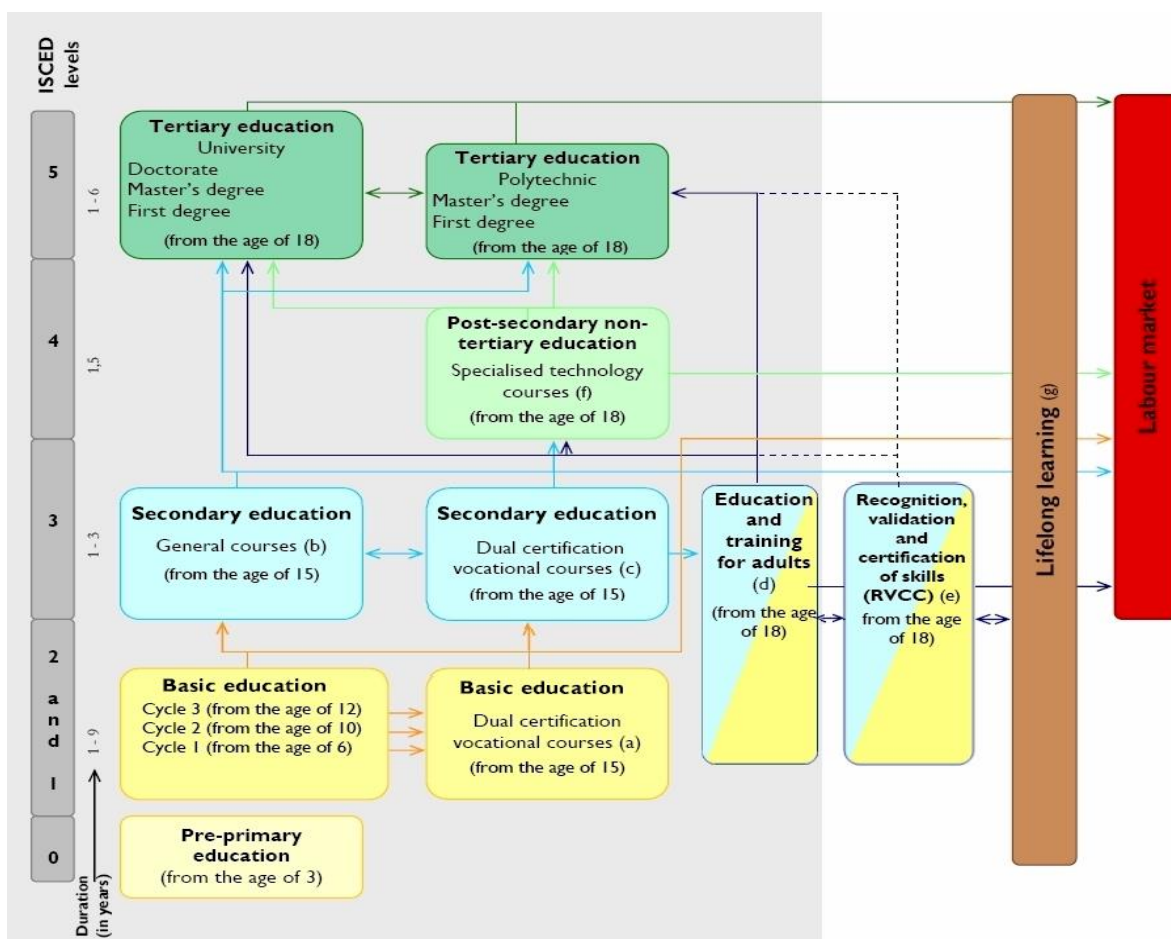 ISCED
levels
5
4
3
2
a
n
d
1
0
1 - 6
1,5
1 - 3
1 - 9
Duration
(in years)
Tertiary education
University
Doctorate
Master's degree
First degree
(from the age of 18)
Tertiary education
Polytechnic
Master's degree
First degree
(from the age of 18)
Post-secondary non-
tertiary education
Specialised technology
courses (f)
(from the age of 18)
Secondary education
General courses (b)
(from the age of 15)
Secondary education
Dual certification
vocational courses (c)
(from the age of 15)
Education
and
training
for adults
(d)
(from the age
of 18)
Recognition,
validation
and
certification
of skills
(RVCC) (e)
from the age
of 18)
Basic education
Cycle 3 (from the age of 12)
Cycle 2 (from the age of 10)
Cycle 1 (from the age of 6)
Basic education
Dual certification
vocational courses (a)
(from the age of 15)
Pre-primary
education
(from the age of 3)
Lifelong learning (g)
Labour market